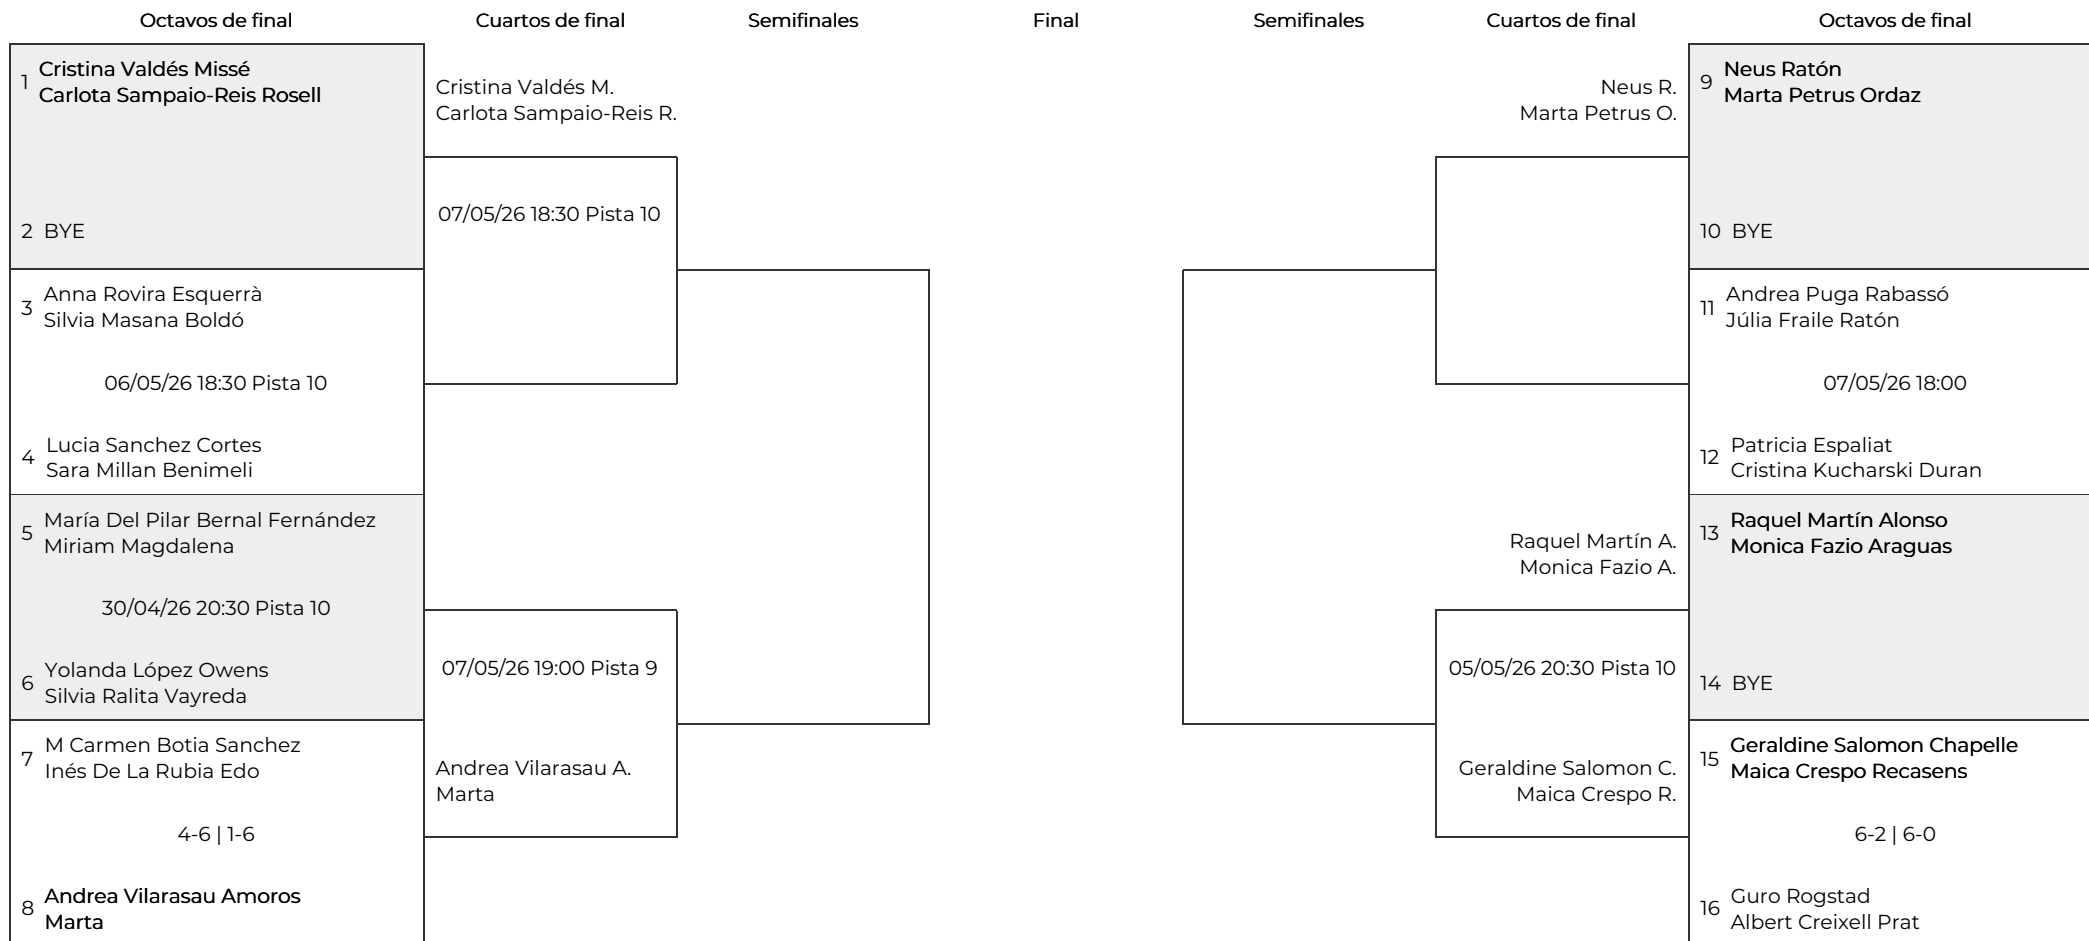 Octavos de final
Cuartos de final
Semifinales
Final
Semifinales
Cuartos de final
Octavos de final
1 Cristina Valdés Missé
Carlota Sampaio-Reis Rosell
2 BYE
3 Anna Rovira Esquerrà
Silvia Masana Boldó
06/05/26 18:30 Pista 10
4 Lucia Sanchez Cortes
Sara Millan Benimeli
5 María Del Pilar Bernal Fernández
Miriam Magdalena
30/04/26 20:30 Pista 10
6 Yolanda López Owens
Silvia Ralita Vayreda
7 M Carmen Botia Sanchez
Inés De La Rubia Edo
4-6 | 1-6
8 Andrea Vilarasau Amoros
Marta
Cristina Valdés M.
Carlota Sampaio-Reis R.
07/05/26 18:30 Pista 10
07/05/26 19:00 Pista 9
Andrea Vilarasau A.
Marta
Neus R.
Marta Petrus O.
Raquel Martín A.
Monica Fazio A.
05/05/26 20:30 Pista 10
Geraldine Salomon C.
Maica Crespo R.
9 Neus Ratón
Marta Petrus Ordaz
10 BYE
11 Andrea Puga Rabassó
Júlia Fraile Ratón
07/05/26 18:00
12 Patricia Espaliat
Cristina Kucharski Duran
13 Raquel Martín Alonso
Monica Fazio Araguas
14 BYE
15 Geraldine Salomon Chapelle
Maica Crespo Recasens
6-2 | 6-0
16 Guro Rogstad
Albert Creixell Prat